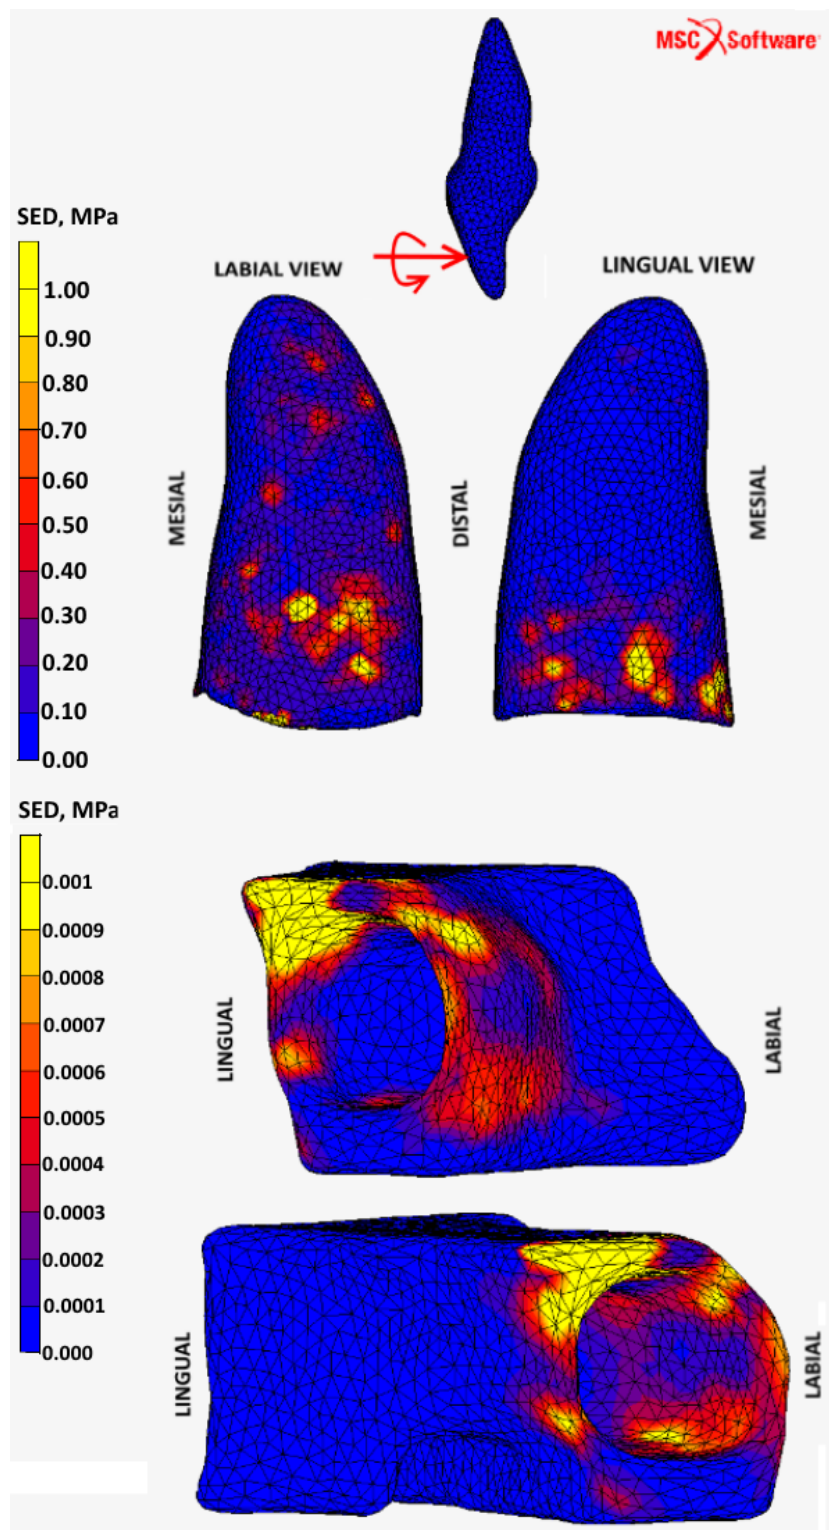 MSC Software
SED, MPa
LABIAL VIEW
LINGUAL VIEW
1.00
0.90
0.80
0.70
0.60
0.50
0.40
0.30
0.20
0.10
0.00
MESIAL
DISTAL
MESIAL
SED, MPa
0.001
0.0009
0.0008
0.0007
0.0006
0.0005
0.0004
0.0003
0.0002
0.0001
0.000
LINGUAL
LABIAL
LINGUAL
LABIAL